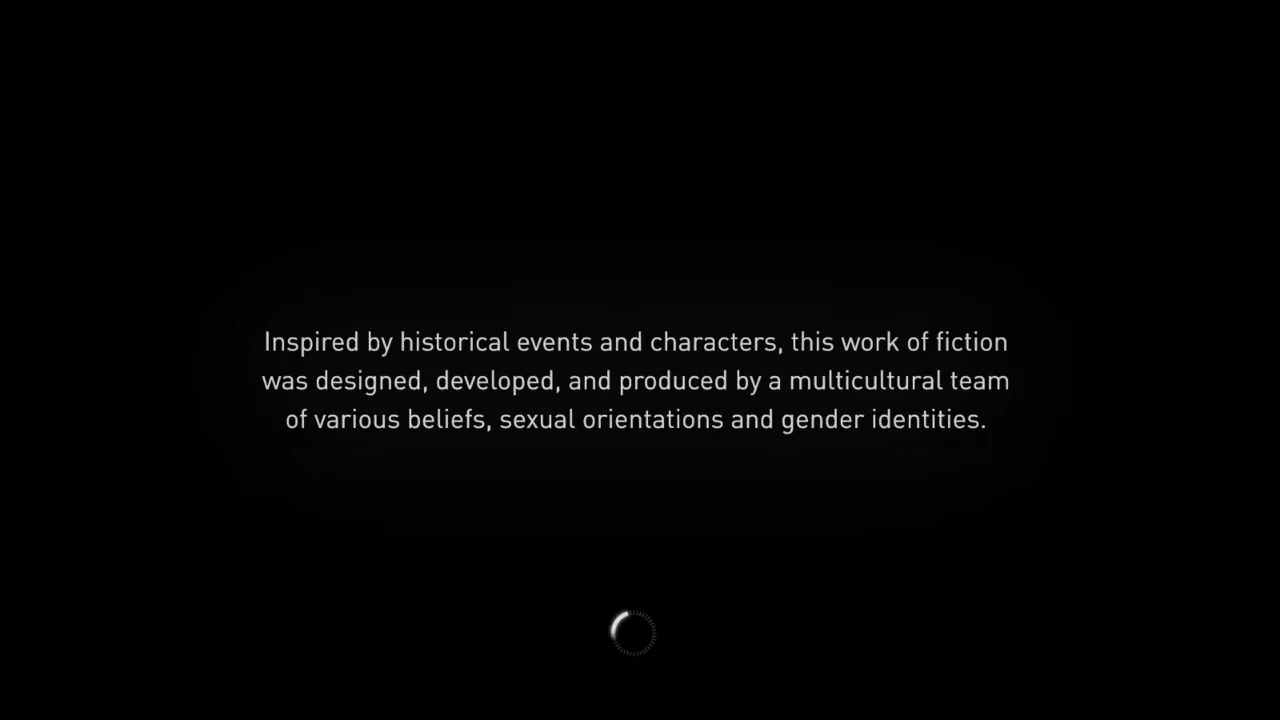 Inspired by historical events and characters, this work of fiction
was designed, developed, and produced by a multicultural team
of various beliefs, sexual orientations and gender identities.